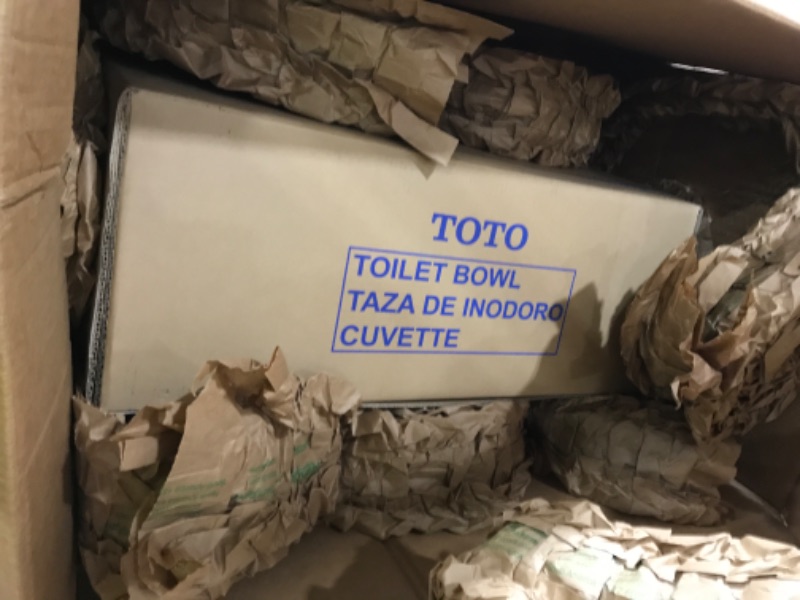 TOTO
TOILET BOWL
TAZA DE INODORO
CUVETTE